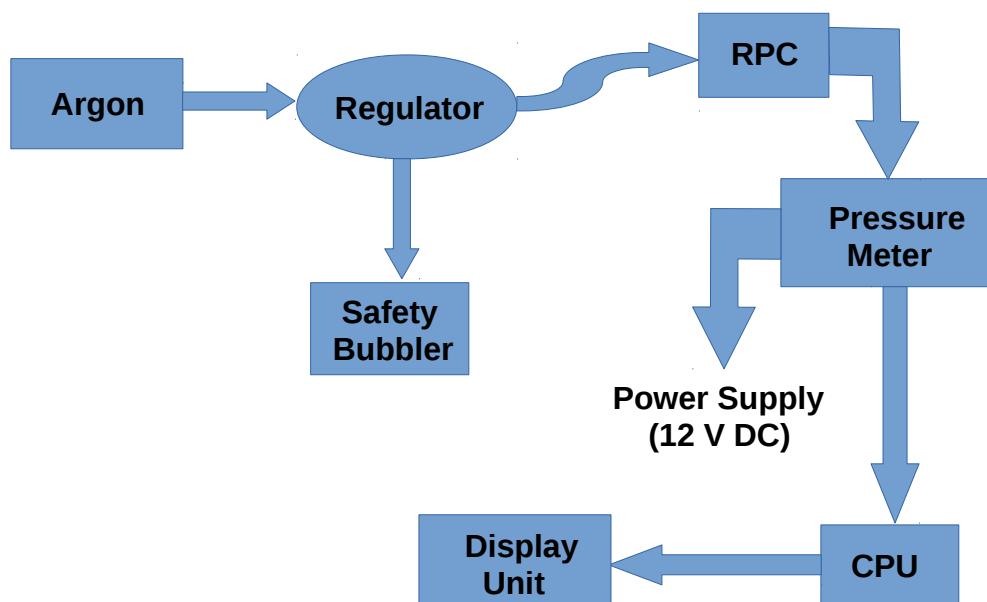 RPC
Argon
Regulator
Pressure
Meter
Safety
Bubbler
Power Supply
(12 V DC)
Display
Unit
CPU